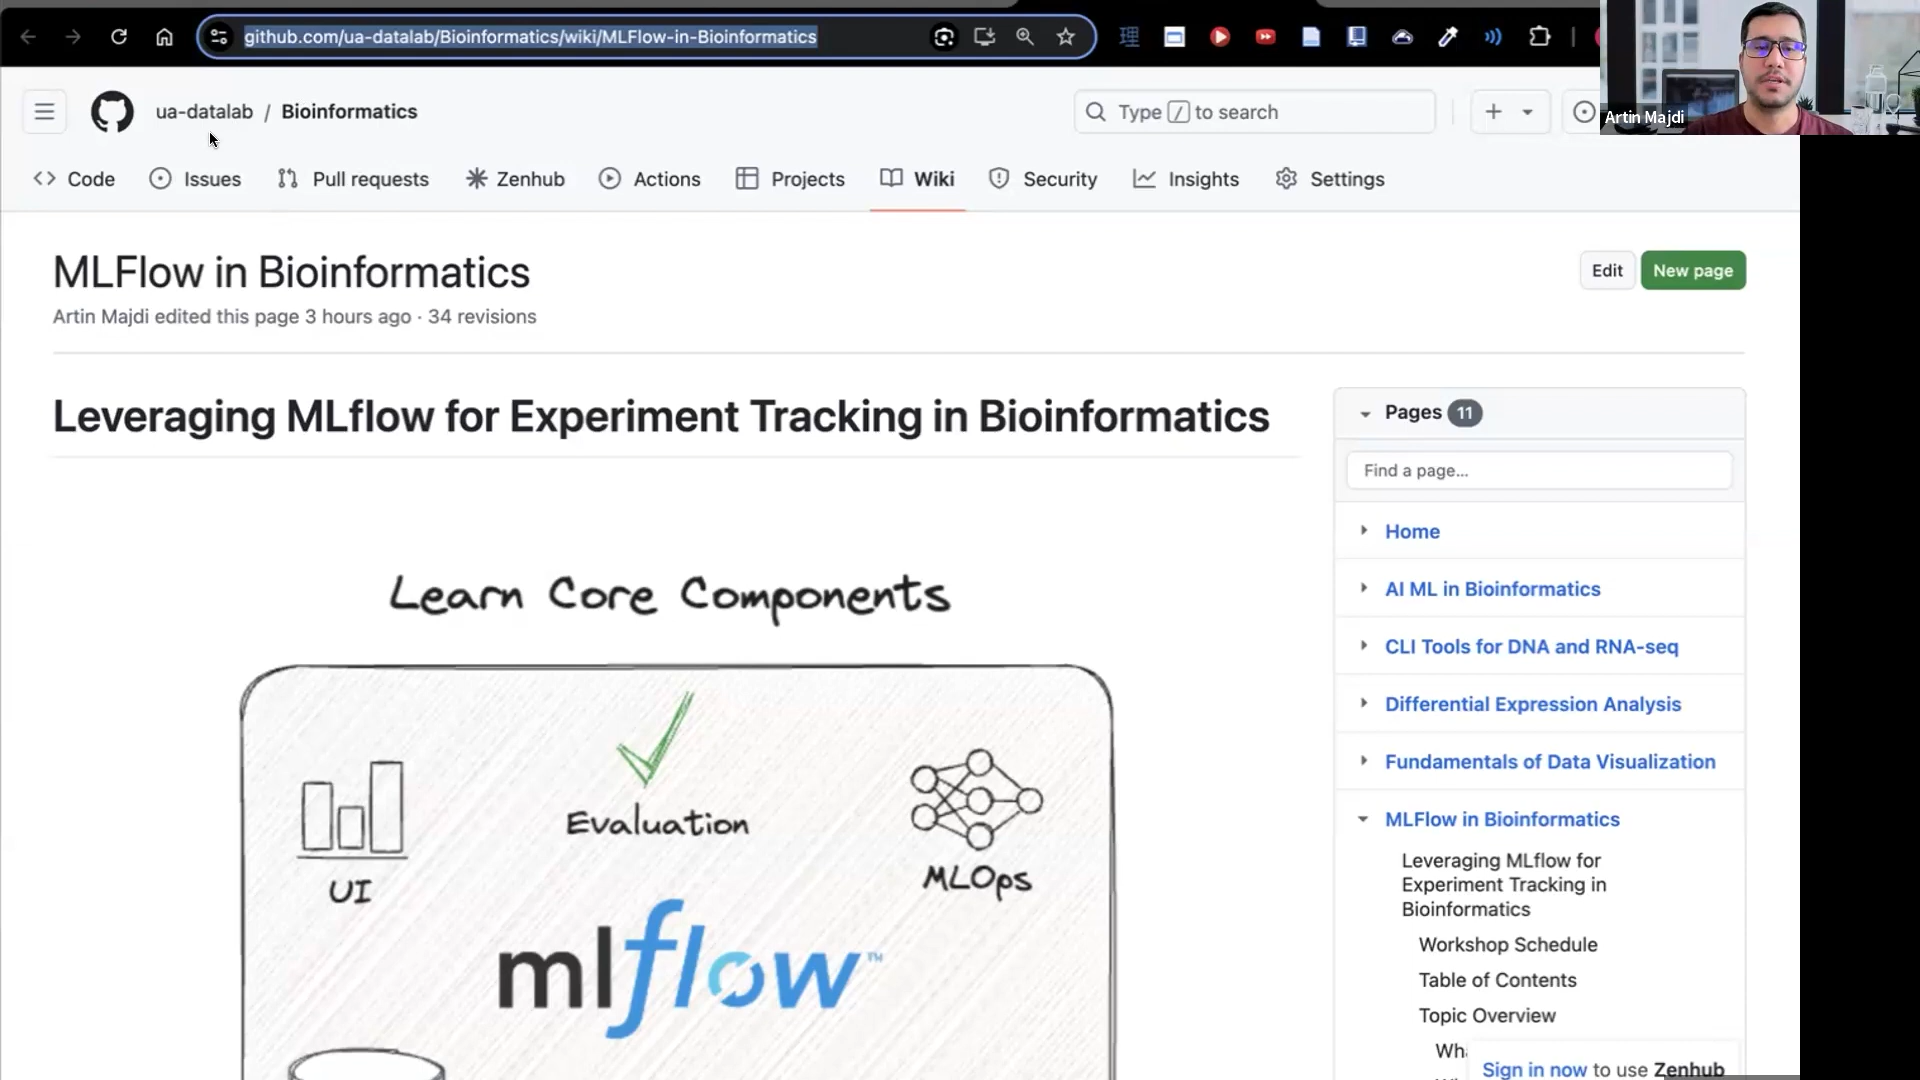 github.com/ua-datalab/Bioinformatics/wiki/MLFlow-in-Bioinformatics
Artin Majdi
ua-datalab / Bioinformatics
Type / to search
Code
Issues
Pull requests
Zenhub
Actions
Projects
Wiki
Security
Insights
Settings
MLFlow in Bioinformatics
Edit
New page
Artin Majdi edited this page 3 hours ago · 34 revisions
Leveraging MLflow for Experiment Tracking in Bioinformatics
Learn Core Components
UI
Evaluation
MLOps
mlflow™
Pages 11
Find a page...
Home
AI ML in Bioinformatics
CLI Tools for DNA and RNA-seq
Differential Expression Analysis
Fundamentals of Data Visualization
MLFlow in Bioinformatics
Leveraging MLflow for
Experiment Tracking in
Bioinformatics
Workshop Schedule
Table of Contents
Topic Overview
Sign in now to use Zenhub